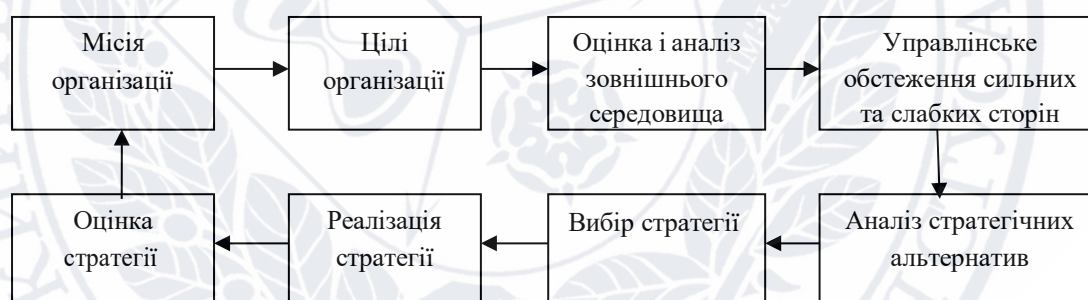 Місія
організації
Цілі
організації
Оцінка і аналіз
зовнішнього
середовища
Управлінське
обстеження сильних
та слабких сторін
Оцінка
стратегії
Реалізація
стратегії
Вибір стратегії
Аналіз стратегічних
альтернатив